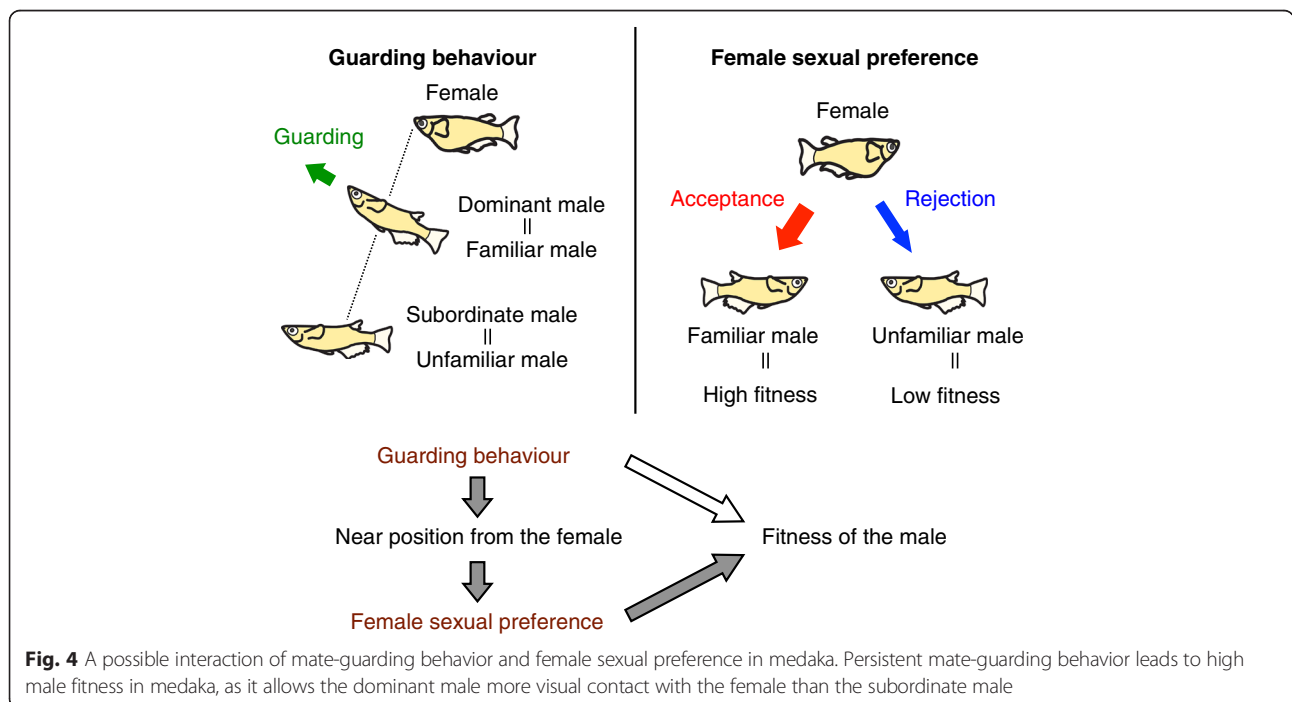 Guarding behaviour
Female
Guarding
Dominant male
=
Familiar male
Subordinate male
=
Unfamiliar male
Female sexual preference
Female
Acceptance
Rejection
Familiar male
=
High fitness
Unfamiliar male
=
Low fitness
Guarding behaviour
Near position from the female
Female sexual preference
Fitness of the male
Fig. 4 A possible interaction of mate-guarding behavior and female sexual preference in medaka. Persistent mate-guarding behavior leads to high
male fitness in medaka, as it allows the dominant male more visual contact with the female than the subordinate male